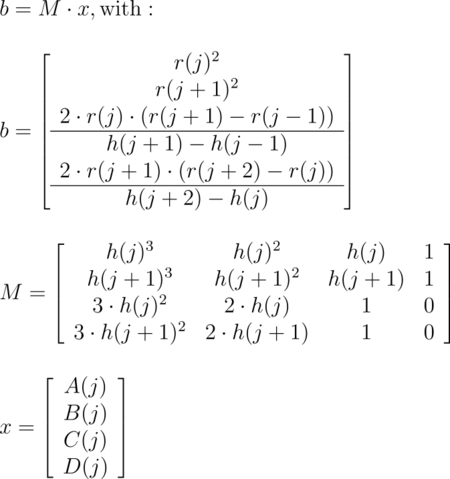 b = M · x, with :
b = [ r(j)²
r(j + 1)²
2 · r(j) · (r(j + 1) − r(j − 1))
h(j + 1) − h(j − 1)
2 · r(j + 1) · (r(j + 2) − r(j))
h(j + 2) − h(j) ]
M = [ h(j)³ h(j)² h(j) 1
h(j + 1)³ h(j + 1)² h(j + 1) 1
3 · h(j)² 2 · h(j) 1 0
3 · h(j + 1)² 2 · h(j + 1) 1 0 ]
x = [ A(j)
B(j)
C(j)
D(j) ]